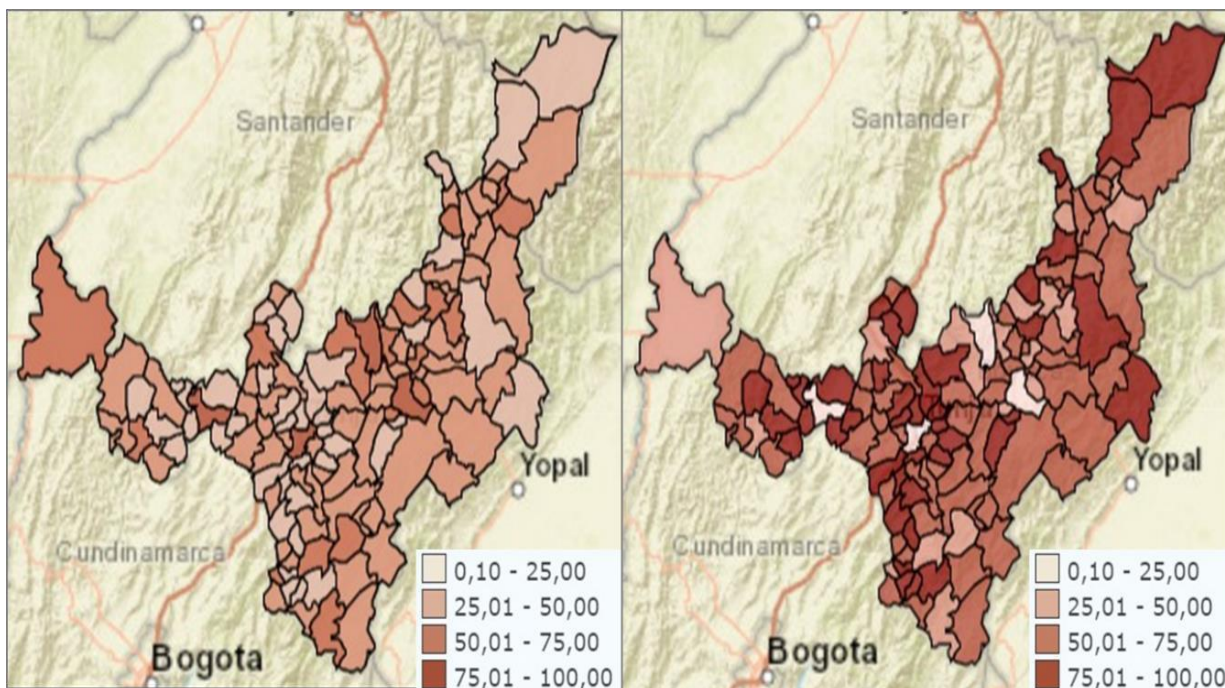 Santander
Yopal
Cundinamarca
Bogota
0,10 - 25,00
25,01 - 50,00
50,01 - 75,00
75,01 - 100,00
Santander
Tunja
Yopal
Cundinamarca
Bogota
0,10 - 25,00
25,01 - 50,00
50,01 - 75,00
75,01 - 100,00